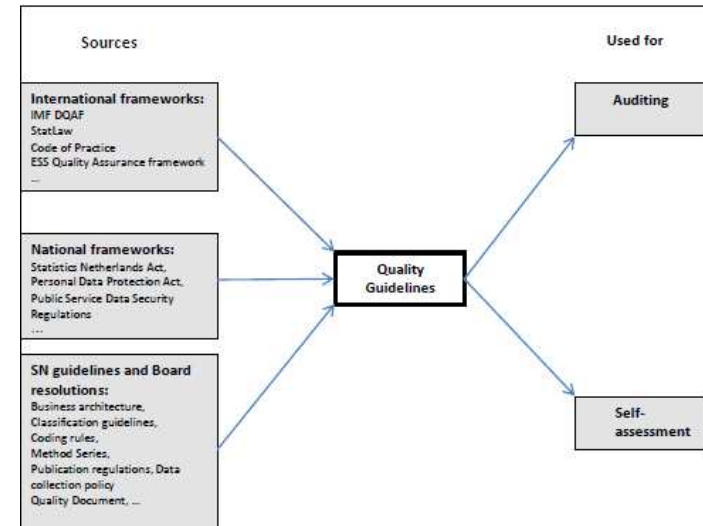 Sources
Used for
International frameworks:
IMF DQAF
StatLaw
Code of Practice
ESS Quality Assurance framework
...
National frameworks:
Statistics Netherlands Act,
Personal Data Protection Act,
Public Service Data Security
Regulations
...
SN guidelines and Board
resolutions:
Business architecture,
Classification guidelines,
Coding rules,
Method Series,
Publication regulations, Data
collection policy
Quality Document, ...
Quality
Guidelines
Auditing
Self-
assessment